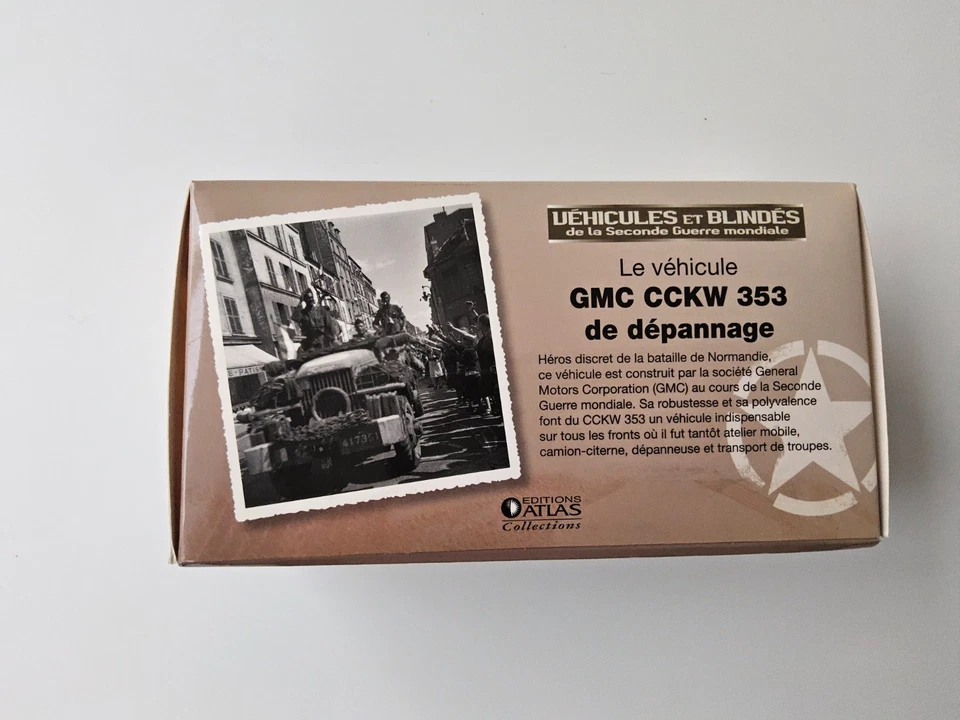 VÉHICULES ET BLINDÉS
de la Seconde Guerre mondiale
Le véhicule
GMC CCKW 353
de dépannage
Héros discret de la bataille de Normandie,
ce véhicule est construit par la société General
Motors Corporation (GMC) au cours de la Seconde
Guerre mondiale. Sa robustesse et sa polyvalence
font du CCKW 353 un véhicule indispensable
sur tous les fronts où il fut tantôt atelier mobile,
camion-citerne, dépanneuse et transport de troupes.
EDITIONS
ATLAS
Collections